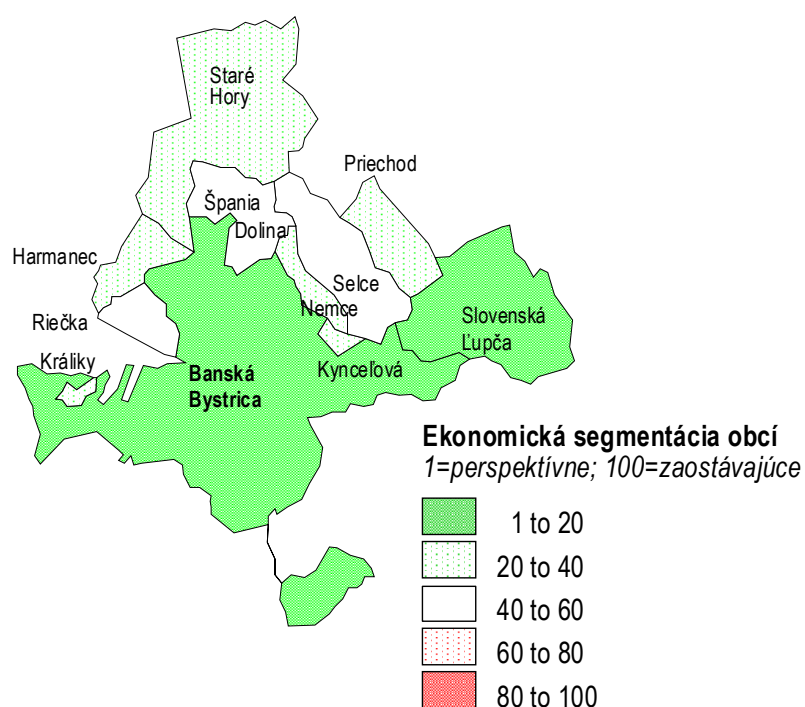 Staré
Hory
Priechod
Špania
Dolina
Harmanec
Selce
Nemce
Riečka
Slovenská
Ľupča
Králiky
Kynceľová
Banská
Bystrica
Ekonomická segmentácia obcí
1=perspektívne; 100=zaostávajúce
1 to 20
20 to 40
40 to 60
60 to 80
80 to 100